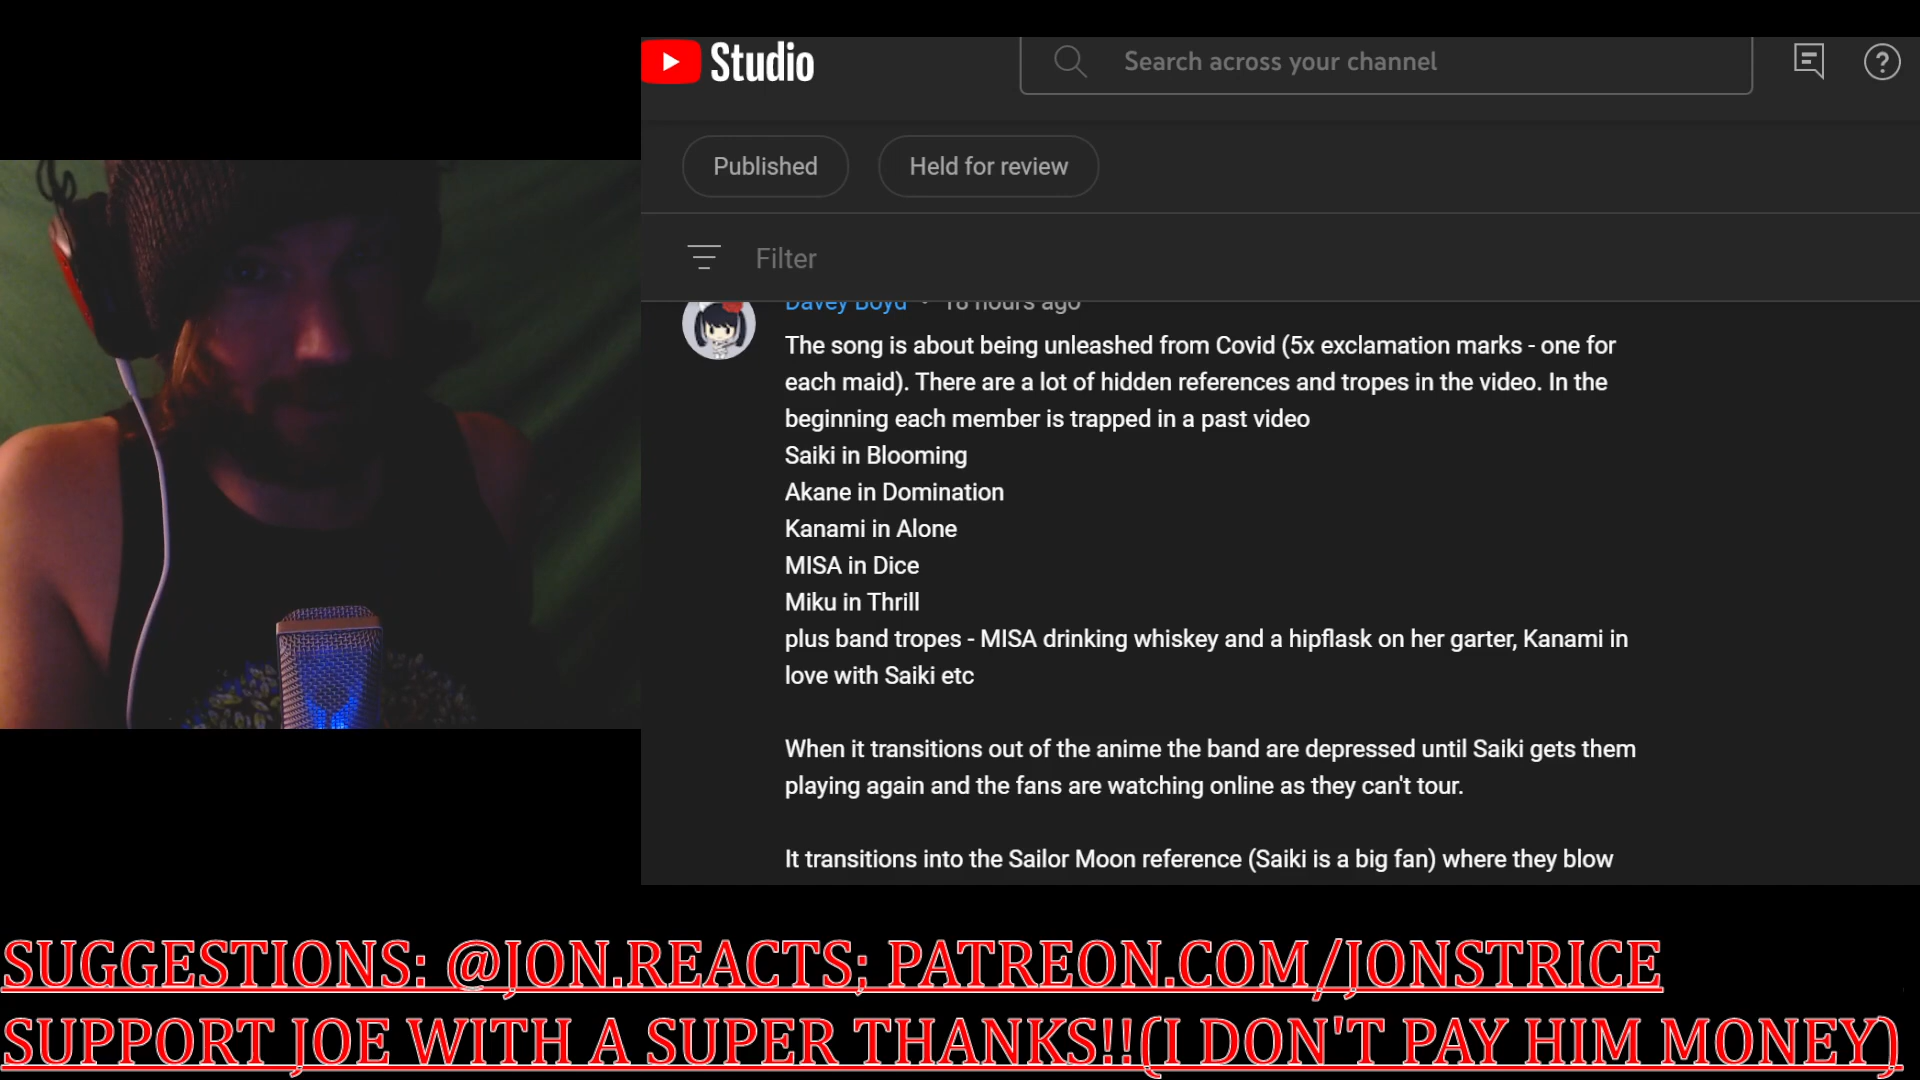 Studio
Search across your channel
?
Published
Held for review
Filter
Davey Boyd · 18 hours ago
The song is about being unleashed from Covid (5x exclamation marks - one for
each maid). There are a lot of hidden references and tropes in the video. In the
beginning each member is trapped in a past video
Saiki in Blooming
Akane in Domination
Kanami in Alone
MISA in Dice
Miku in Thrill
plus band tropes - MISA drinking whiskey and a hipflask on her garter, Kanami in
love with Saiki etc
When it transitions out of the anime the band are depressed until Saiki gets them
playing again and the fans are watching online as they can't tour.
It transitions into the Sailor Moon reference (Saiki is a big fan) where they blow
SUGGESTIONS: @JON.REACTS; PATREON.COM/JONSTRICE
SUPPORT JOE WITH A SUPER THANKS!!(I DON'T PAY HIM MONEY)